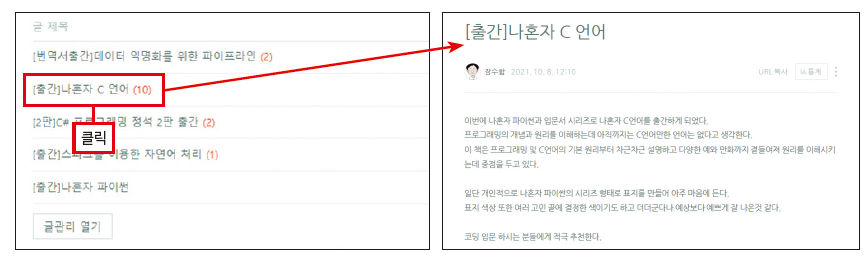 글 제목
[번역서출간]데이터 익명화를 위한 파이프라인 (2)
[출간]나혼자 C 언어 (10)
[2판]C# 프로그래밍 정석 2판 출간 (2)
클릭
[출간]스파크를 이용한 자연어 처리 (1)
[출간]나혼자 파이썬
글관리 열기
[출간]나혼자 C 언어
장수람 2021. 10. 8. 12:10
URL 복사 통계
이번에 나혼자 파이썬과 입문서 시리즈로 나혼자 C언어를 출간하게 되었다.
프로그래밍의 개념과 원리를 이해하는데 아직까지는 C언어만한 언어는 없다고 생각한다.
이 책은 프로그래밍 및 C언어의 기본 원리부터 차근차근 설명하고 다양한 예와 만화까지 곁들여져 원리를 이해시키
는데 중점을 두고 있다.
일단 개인적으로 나혼자 파이썬의 시리즈 형태로 표지를 만들어 아주 마음에 든다.
표지 색상 또한 여러 고민 끝에 결정한 색이기도 하고 더더군다나 예상보다 예쁘게 잘 나온것 같다.
코딩 입문 하시는 분들에게 적극 추천한다.